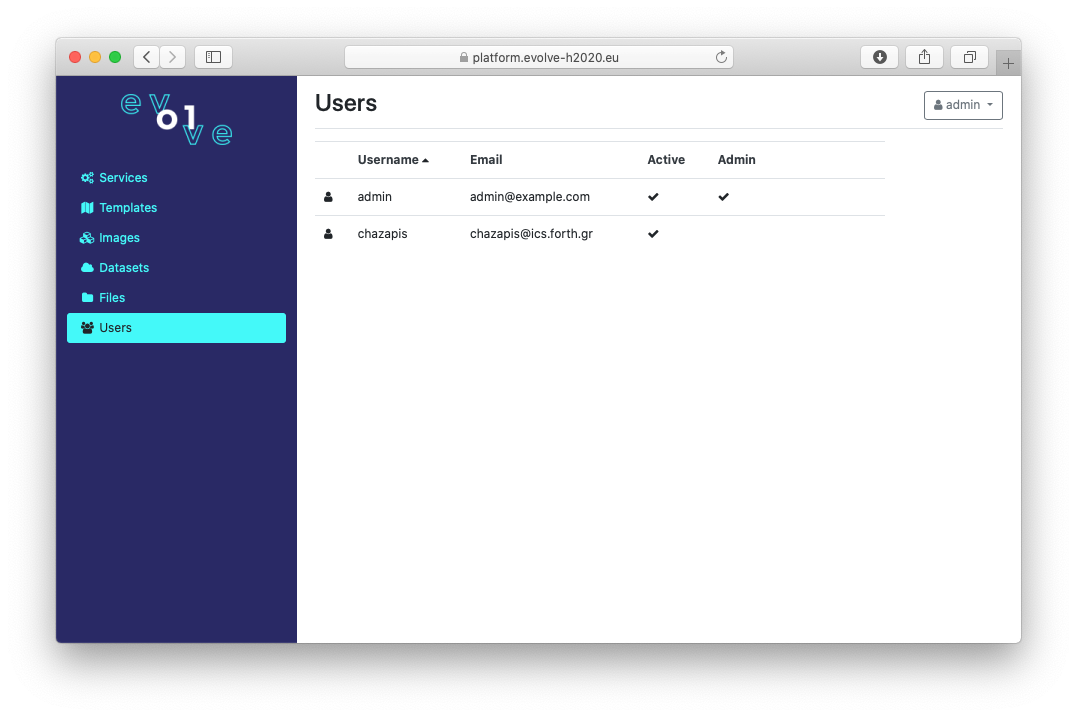 platform.evolve-h2020.eu
evolve
Users
admin
Services
Templates
Images
Datasets
Files
Users
Username Email Active Admin
admin admin@example.com
chazapis chazapis@ics.forth.gr